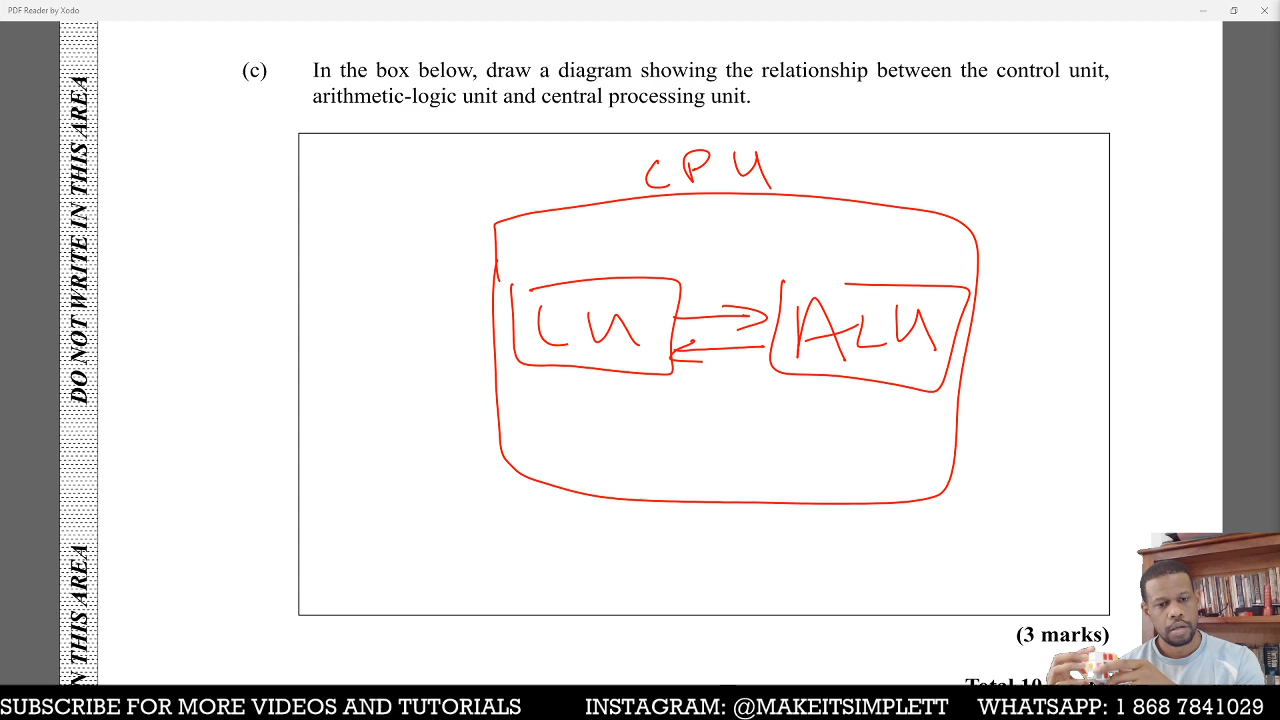 PDF Reader by Xodo
DO NOT WRITE IN THIS AREA
(c) In the box below, draw a diagram showing the relationship between the control unit,
arithmetic-logic unit and central processing unit.
CPU
CU
ALU
(3 marks)
N THIS AREA
Total 10
SUBSCRIBE FOR MORE VIDEOS AND TUTORIALS INSTAGRAM: @MAKEITSIMPLETT WHATSAPP: 1 868 7841029